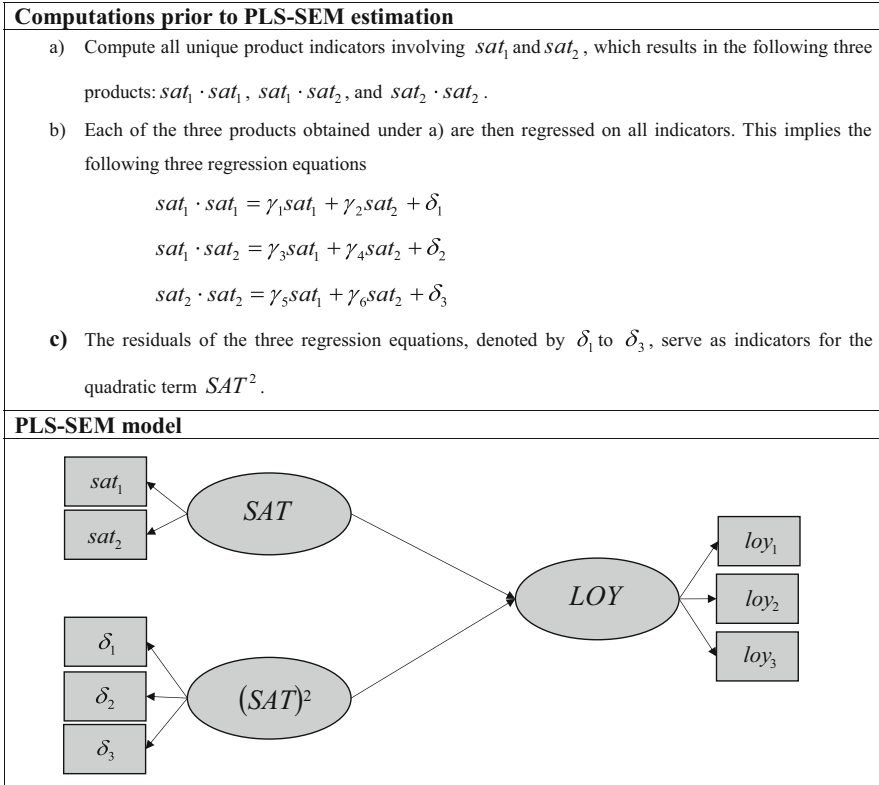 Computations prior to PLS-SEM estimation
a) Compute all unique product indicators involving sat₁ and sat₂, which results in the following three
products: sat₁ · sat₁, sat₁ · sat₂, and sat₂ · sat₂.
b) Each of the three products obtained under a) are then regressed on all indicators. This implies the
following three regression equations
sat₁ · sat₁ = γ₁sat₁ + γ₂sat₂ + δ₁
sat₁ · sat₂ = γ₃sat₁ + γ₄sat₂ + δ₂
sat₂ · sat₂ = γ₅sat₁ + γ₆sat₂ + δ₃
c) The residuals of the three regression equations, denoted by δ₁ to δ₃, serve as indicators for the
quadratic term SAT².
PLS-SEM model
sat₁
sat₂
SAT
δ₁
δ₂
δ₃
(SAT)²
LOY
loy₁
loy₂
loy₃